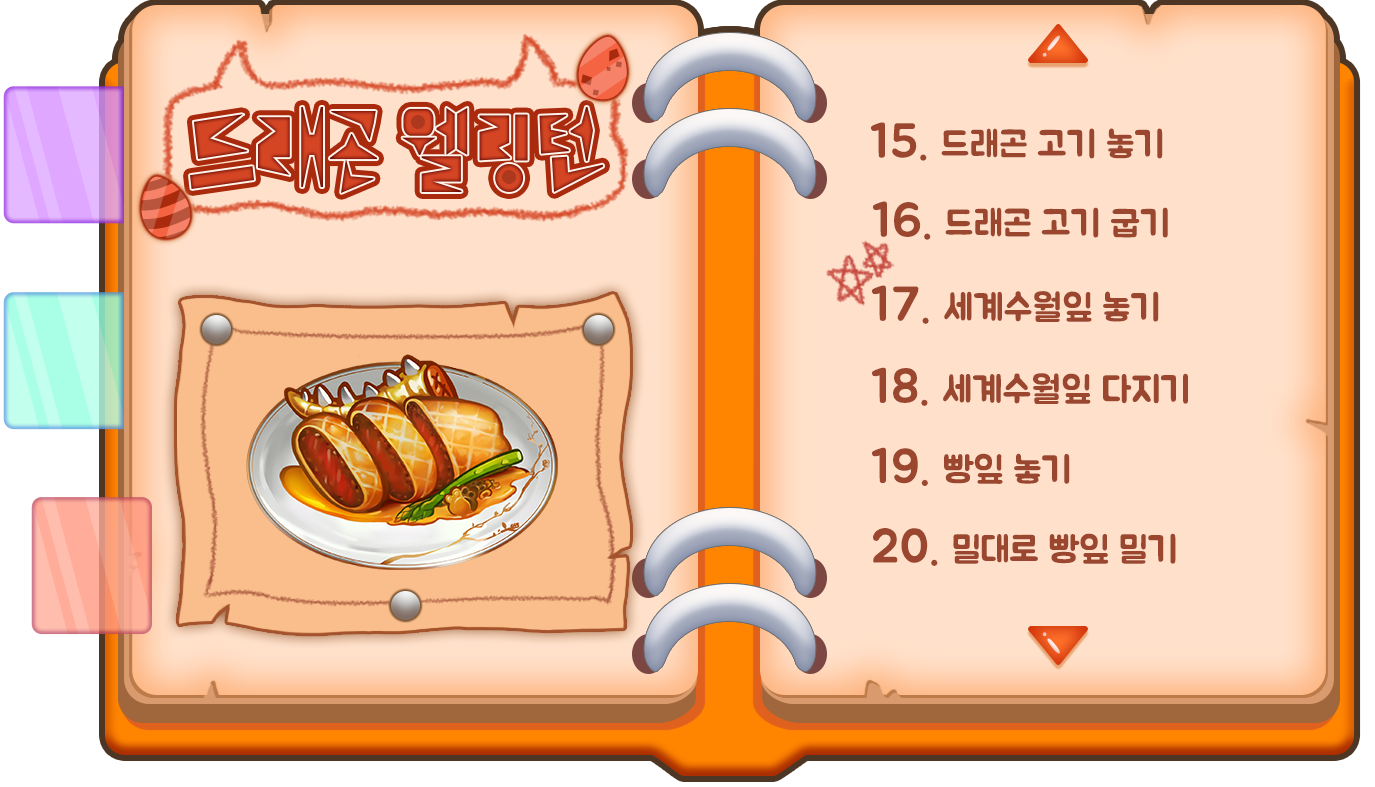 드래곤 웰링턴
15. 드래곤 고기 놓기
16. 드래곤 고기 굽기
17. 세계수월잎 놓기
18. 세계수월잎 다지기
19. 빵잎 놓기
20. 밀대로 빵잎 밀기